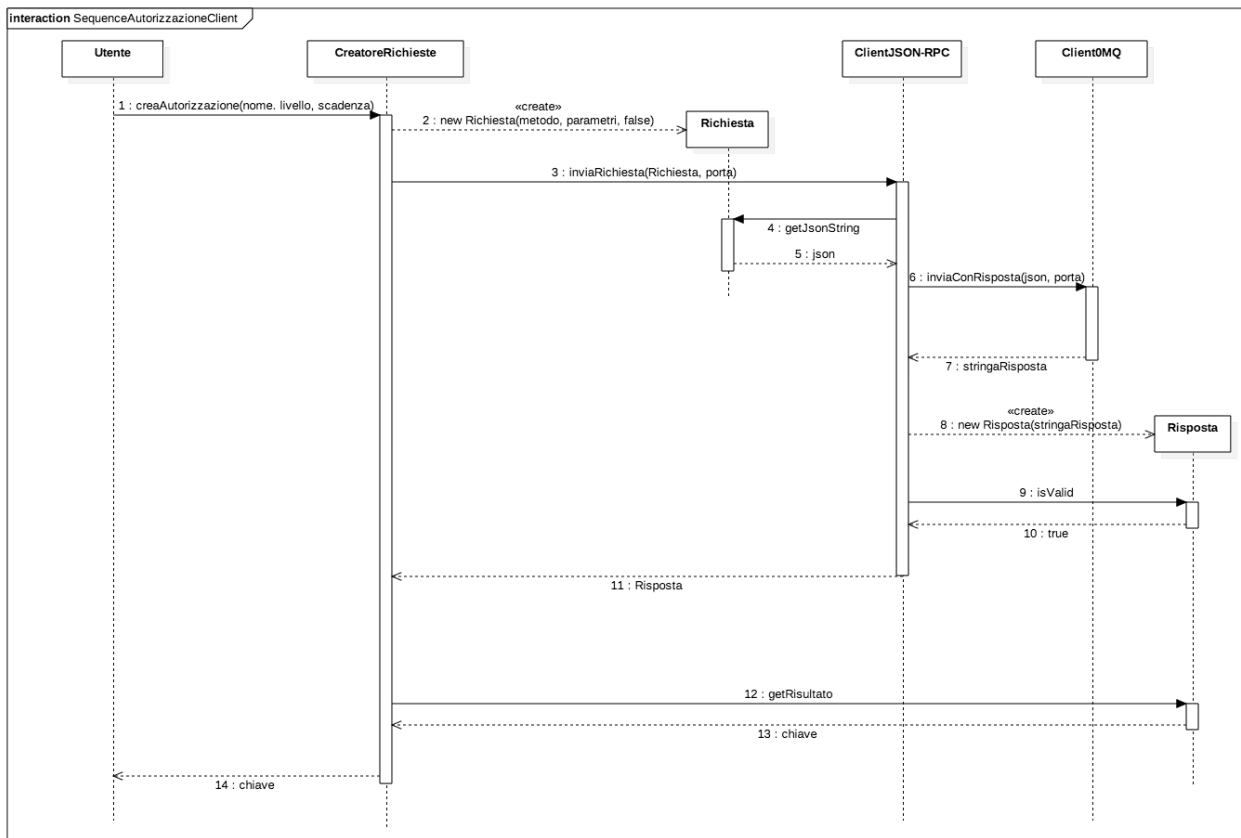 interaction SequenceAutorizzazioneClient
Utente
CreatoreRichieste
ClientJSON-RPC
Client0MQ
1 : creaAutorizzazione(nome. livello, scadenza)
«create»
2 : new Richiesta(metodo, parametri, false)
Richiesta
3 : inviaRichiesta(Richiesta, porta)
4 : getJsonString
5 : json
6 : inviaConRisposta(json, porta)
7 : stringaRisposta
«create»
8 : new Risposta(stringaRisposta)
Risposta
9 : isValid
10 : true
11 : Risposta
12 : getRisultato
13 : chiave
14 : chiave